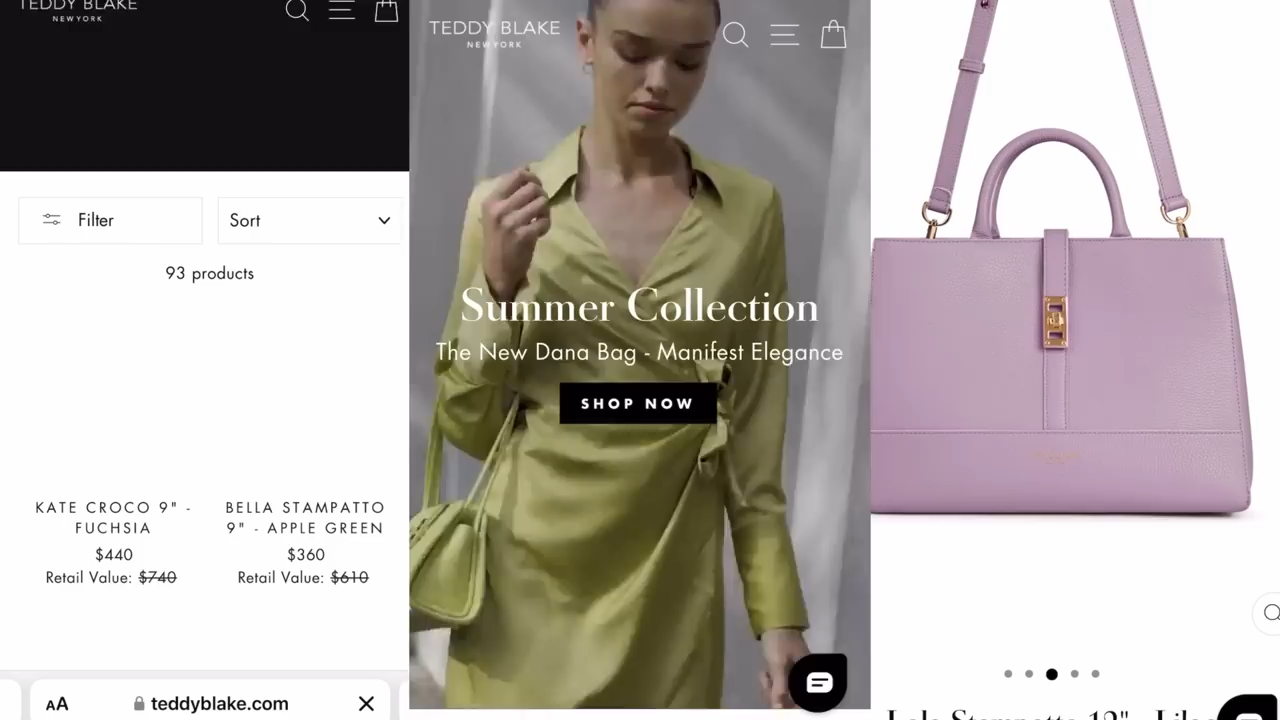 TEDDY BLAKE
NEW YORK
Filter
Sort
93 products
KATE CROCO 9" -
FUCHSIA
$440
Retail Value: $740
BELLA STAMPATTO
9" - APPLE GREEN
$360
Retail Value: $610
AA
teddyblake.com
TEDDY BLAKE
NEW YORK
Summer Collection
The New Dana Bag - Manifest Elegance
SHOP NOW